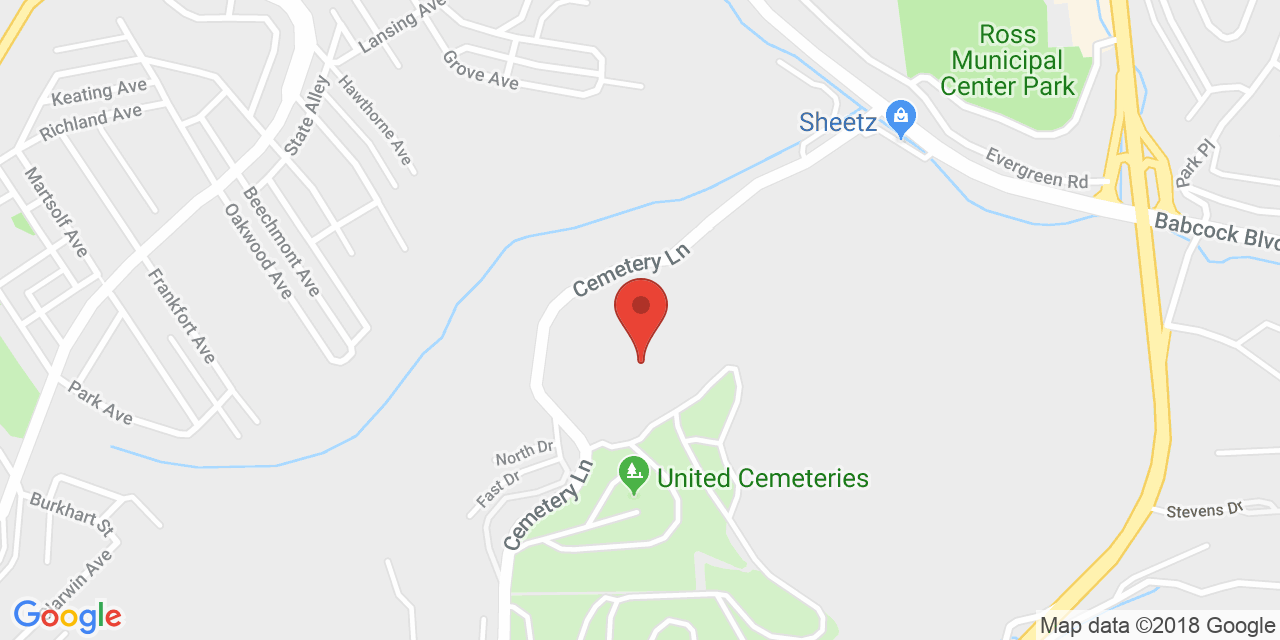 Lansing Ave
Grove Ave
Ross
Municipal
Center Park
Keating Ave
Richland Ave
State Alley
Hawthorne Ave
Sheetz
Evergreen Rd
Park Pl
Martsolf Ave
Beechmont Ave
Oakwood Ave
Babcock Blvd
Cemetery Ln
Frankfort Ave
Park Ave
North Dr
Fast Dr
United Cemeteries
Cemetery Ln
Burkhart St
Stevens Dr
Google
Map data ©2018 Google